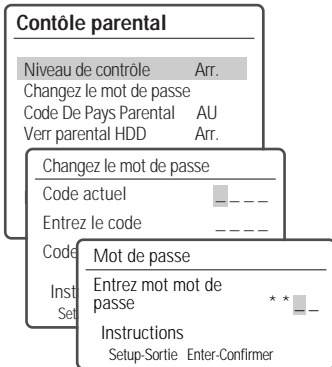 Contôle parental
Niveau de contrôle Arr.
Changez le mot de passe
Code De Pays Parental AU
Verr parental HDD Arr.
Changez le mot de passe
Code actuel _ _ _ _
Entrez le code _ _ _ _
Code
Inst
Set
Mot de passe
Entrez mot mot de
passe * * _ _
Instructions
Setup-Sortie Enter-Confirmer